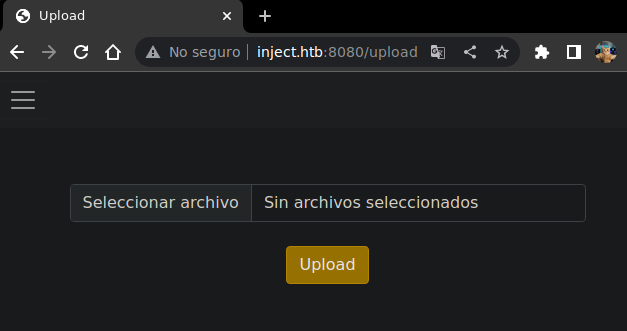 Upload
No seguro
inject.htb:8080/upload
Seleccionar archivo
Sin archivos seleccionados
Upload